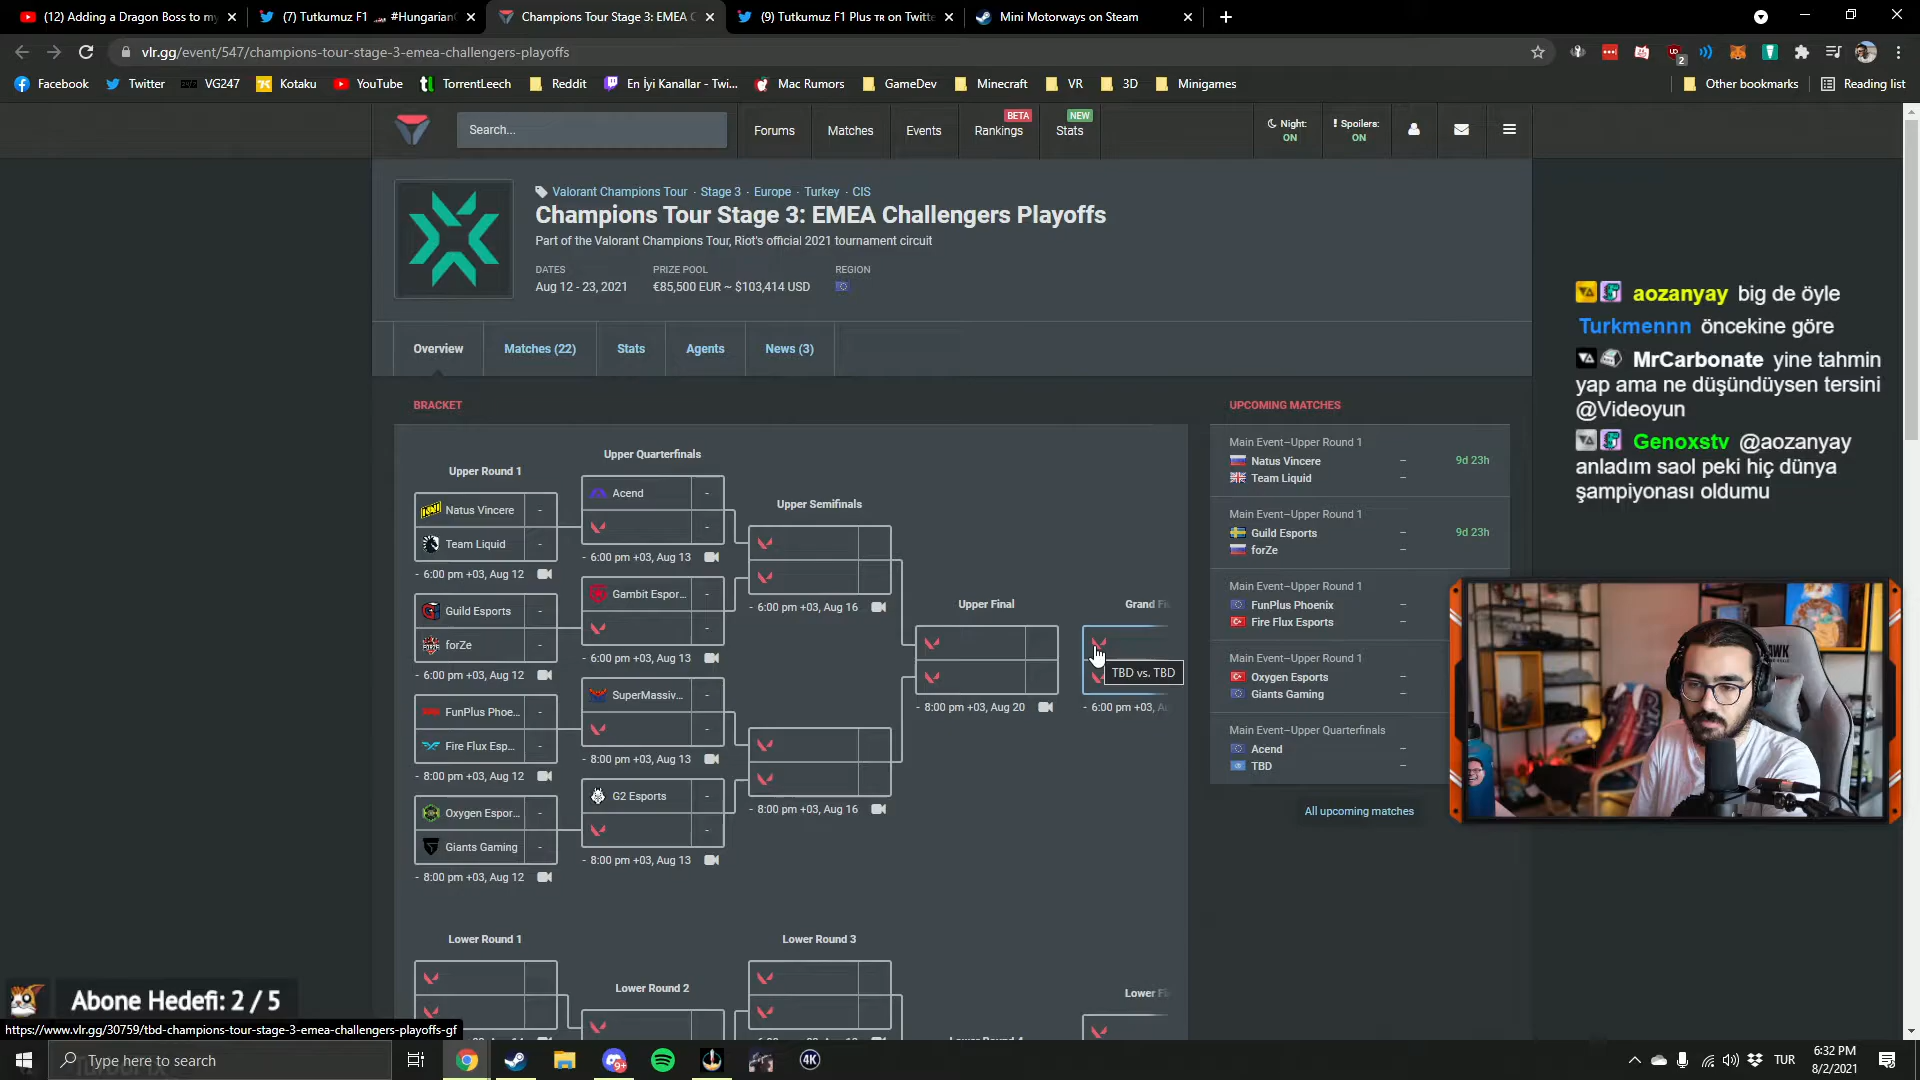 (12) Adding a Dragon Boss to my
(7) Tutkumuz F1 #Hungarian
Champions Tour Stage 3: EMEA C
(9) Tutkumuz F1 Plus TR on Twitte
Mini Motorways on Steam
vlr.gg/event/547/champions-tour-stage-3-emea-challengers-playoffs
2
Facebook
Twitter
VG247
Kotaku
YouTube
TorrentLeech
Reddit
En İyi Kanallar - Twi...
Mac Rumors
GameDev
Minecraft
VR
3D
Minigames
Other bookmarks
Reading list
Search...
Forums
Matches
Events
BETA
Rankings
NEW
Stats
Night:
ON
! Spoilers:
ON
Valorant Champions Tour · Stage 3 · Europe · Turkey · CIS
Champions Tour Stage 3: EMEA Challengers Playoffs
Part of the Valorant Champions Tour, Riot's official 2021 tournament circuit
DATES
Aug 12 - 23, 2021
PRIZE POOL
€85,500 EUR ~ $103,414 USD
REGION
Overview
Matches (22)
Stats
Agents
News (3)
BRACKET
Upper Round 1
Natus Vincere -
Team Liquid -
- 6:00 pm +03, Aug 12
Guild Esports -
forZe -
- 6:00 pm +03, Aug 12
FunPlus Phoe... -
Fire Flux Esp... -
- 8:00 pm +03, Aug 12
Oxygen Espor... -
Giants Gaming -
- 8:00 pm +03, Aug 12
Upper Quarterfinals
Acend -
-
- 6:00 pm +03, Aug 13
Gambit Espor... -
-
- 6:00 pm +03, Aug 13
SuperMassiv... -
-
- 8:00 pm +03, Aug 13
G2 Esports -
-
- 8:00 pm +03, Aug 13
Upper Semifinals
- 6:00 pm +03, Aug 16
- 8:00 pm +03, Aug 16
Upper Final
- 8:00 pm +03, Aug 20
Grand Fi
TBD vs. TBD
- 6:00 pm +03, Au
Lower Round 1
Lower Round 2
Lower Round 3
Lower Fi
UPCOMING MATCHES
Main Event–Upper Round 1
Natus Vincere – 9d 23h
Team Liquid –
Main Event–Upper Round 1
Guild Esports – 9d 23h
forZe –
Main Event–Upper Round 1
FunPlus Phoenix –
Fire Flux Esports –
Main Event–Upper Round 1
Oxygen Esports –
Giants Gaming –
Main Event–Upper Quarterfinals
Acend –
TBD –
All upcoming matches
aozanyay big de öyle
Turkmennn öncekine göre
MrCarbonate yine tahmin
yap ama ne düşündüysen tersini
@Videoyun
Genoxstv @aozanyay
anladım saol peki hiç dünya
şampiyonası oldumu
Abone Hedefi: 2 / 5
https://www.vlr.gg/30759/tbd-champions-tour-stage-3-emea-challengers-playoffs-gf
Type here to search
9+
4K
TUR
6:32 PM
8/2/2021